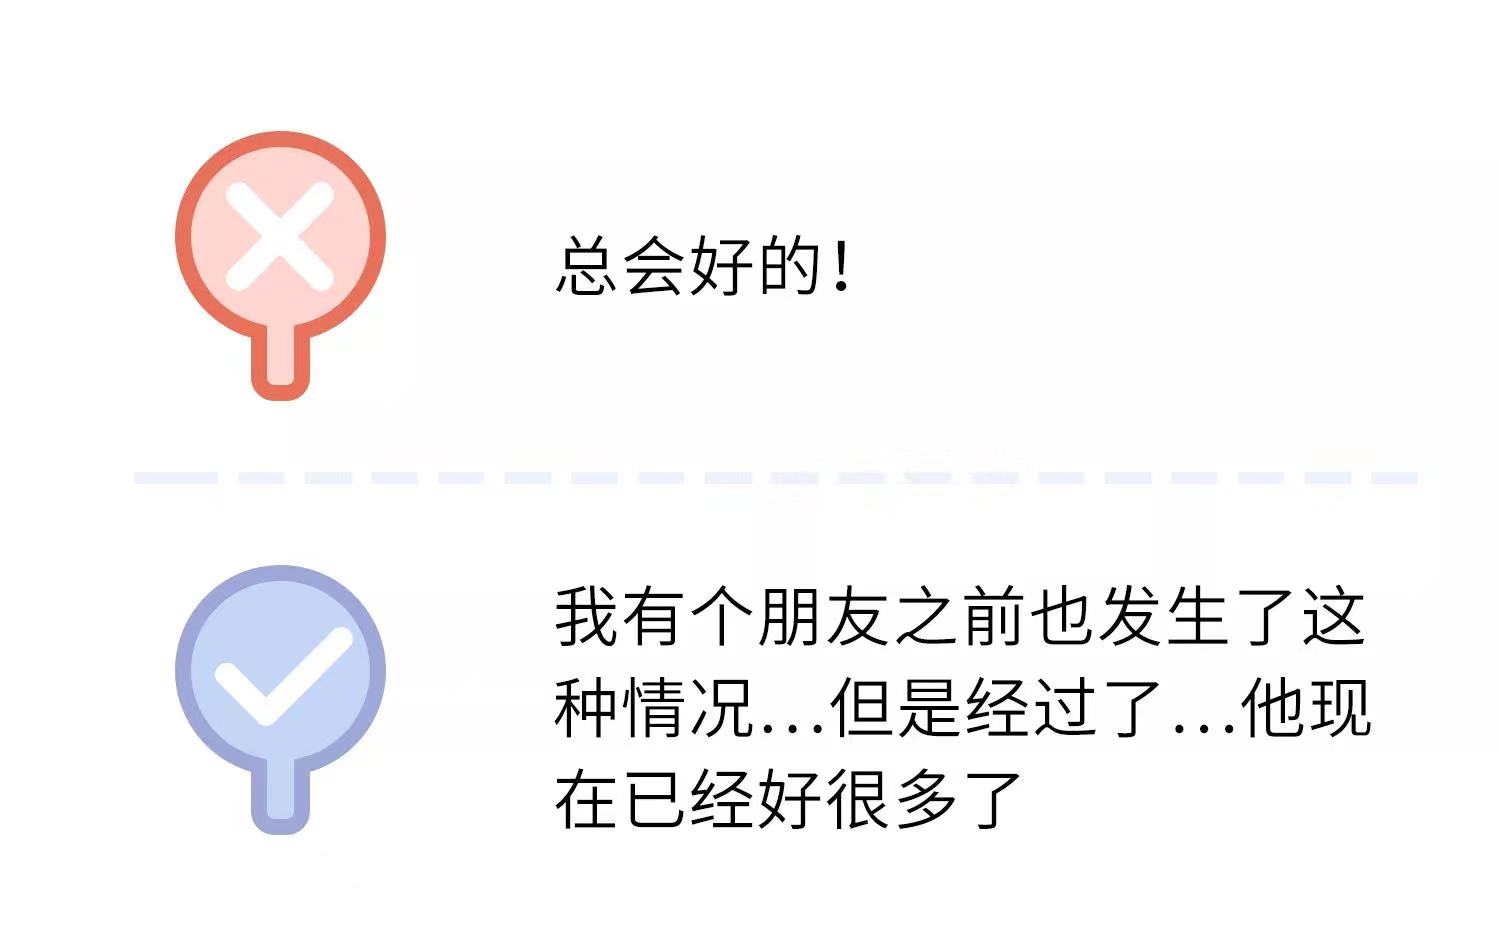 总会好的！
我有个朋友之前也发生了这
种情况…但是经过了…他现
在已经好很多了